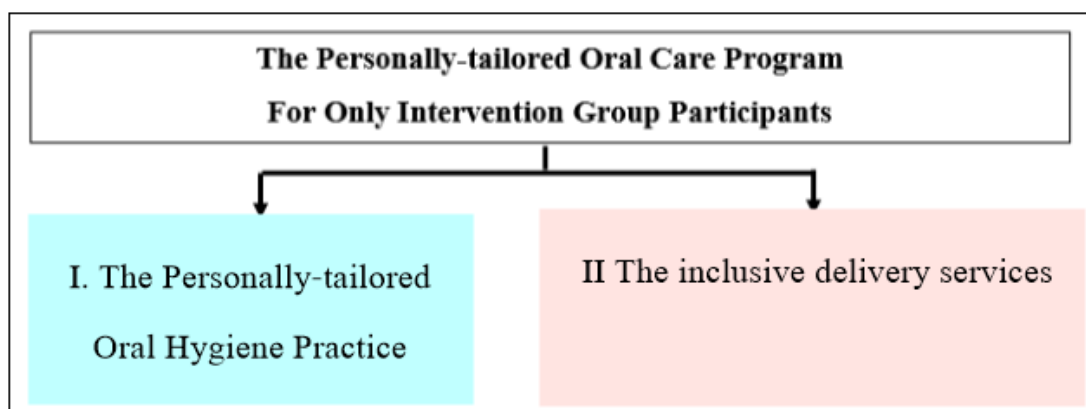 The Personally-tailored Oral Care Program
For Only Intervention Group Participants
I. The Personally-tailored
Oral Hygiene Practice
II The inclusive delivery services